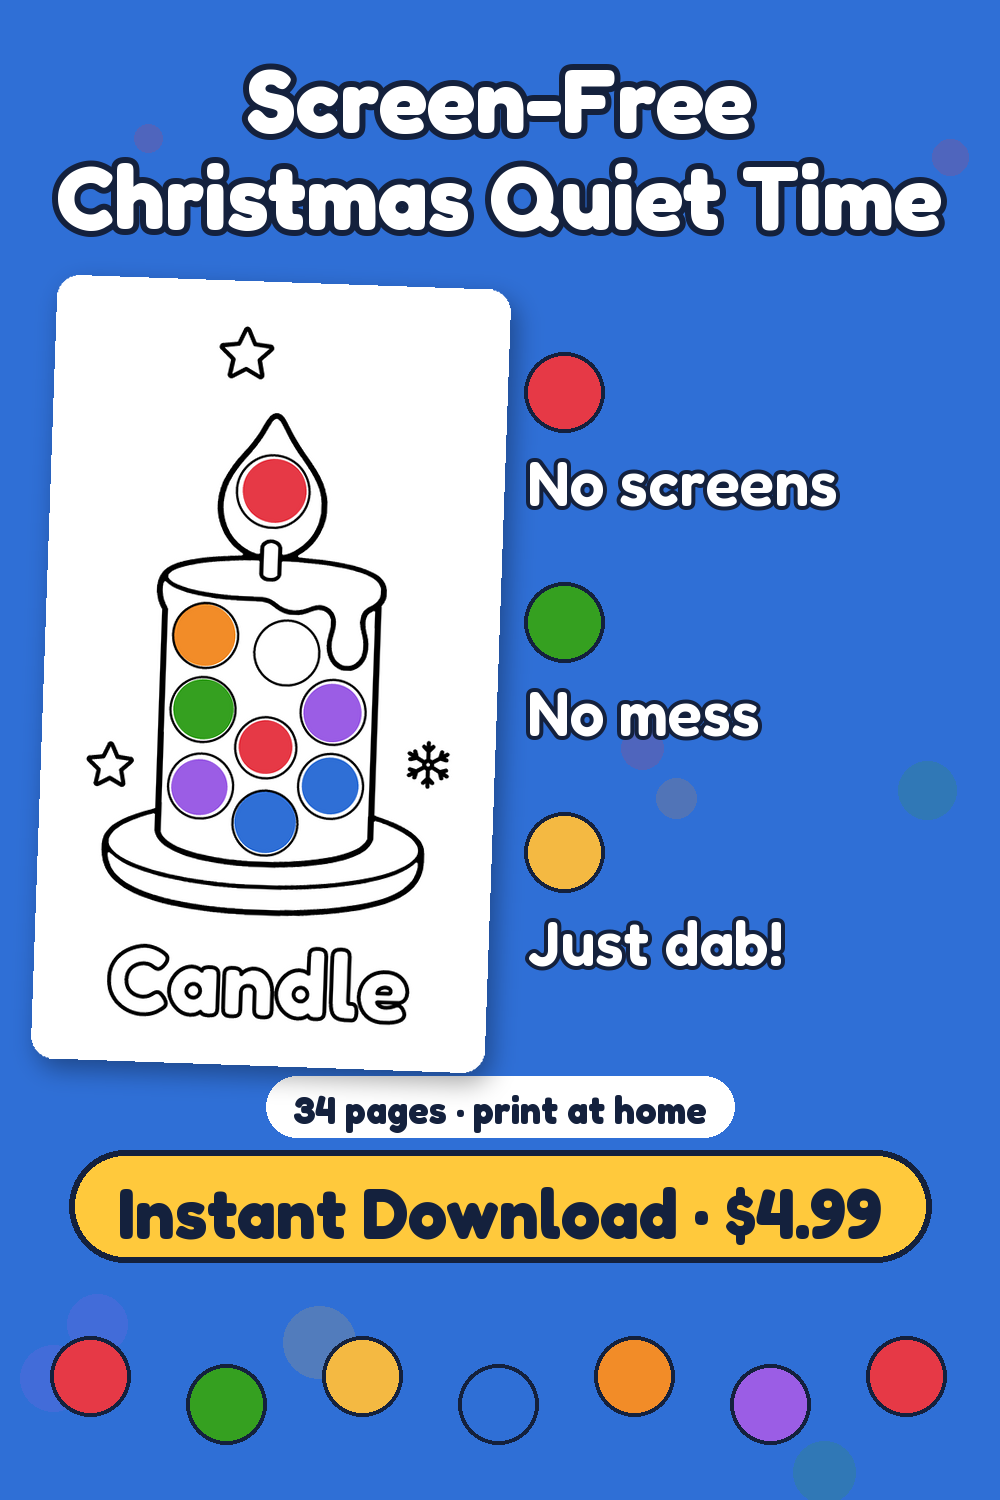 Screen-Free
Christmas Quiet Time
No screens
No mess
Just dab!
Candle
34 pages · print at home
Instant Download · $4.99